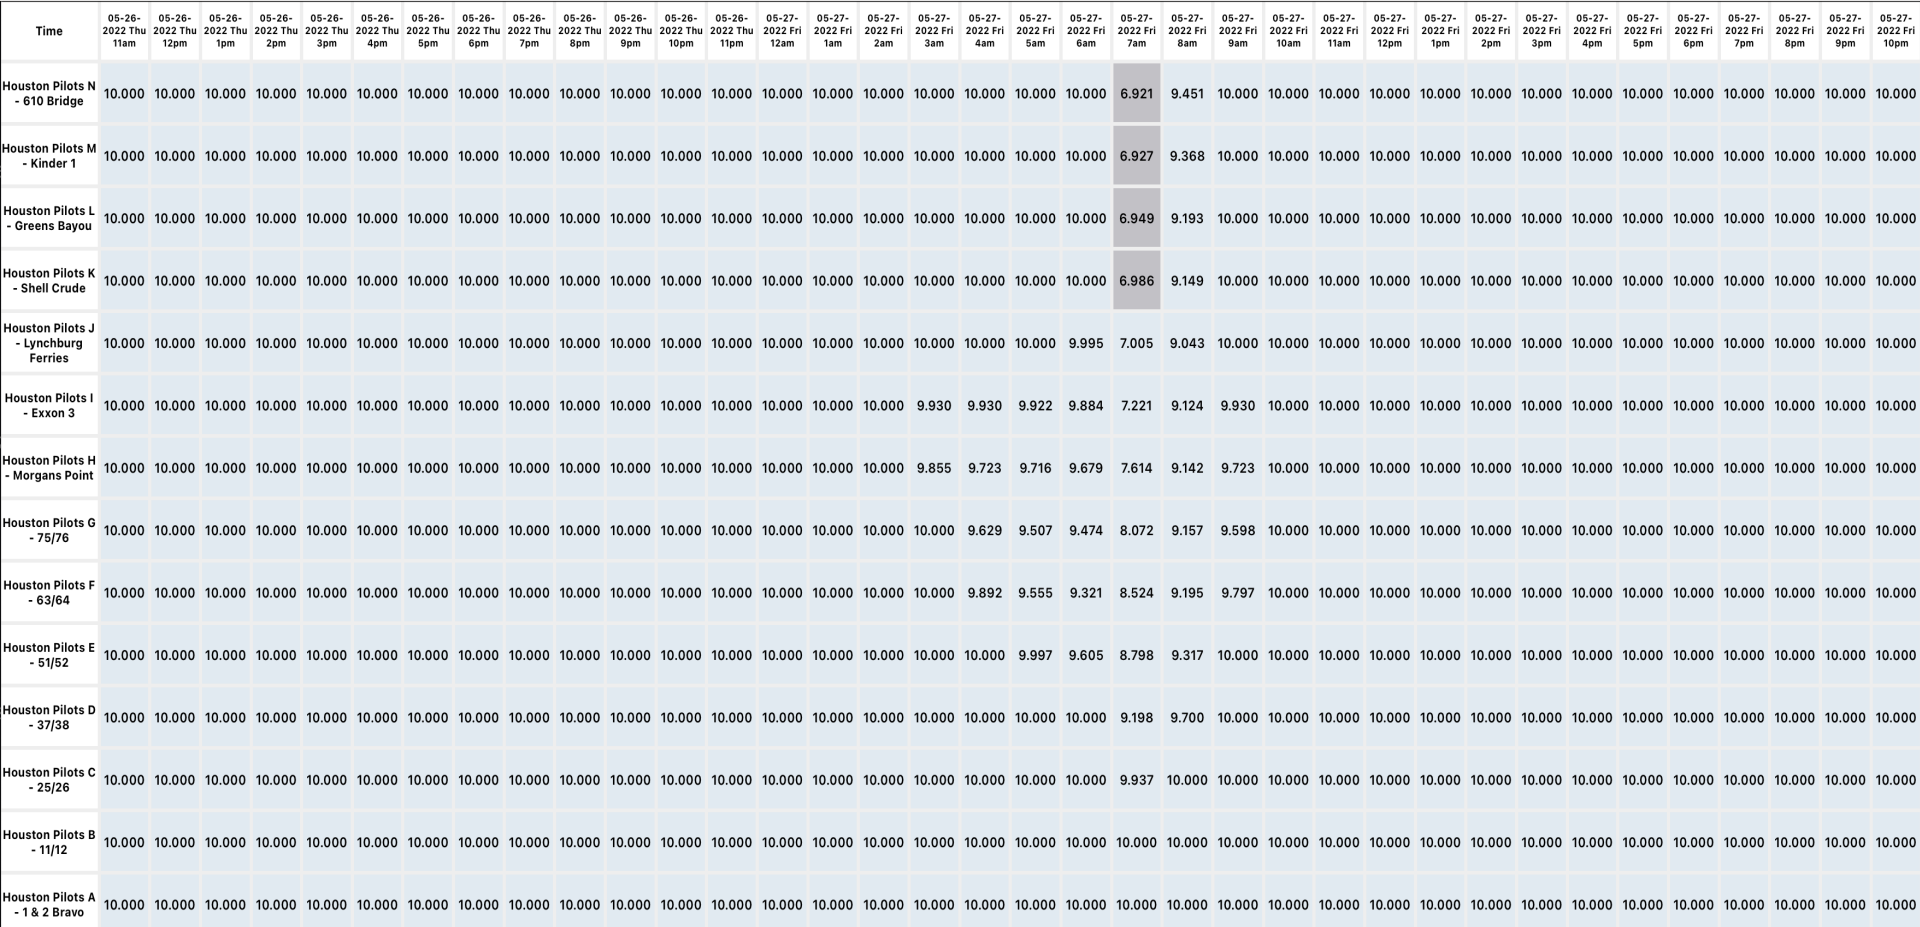 Time
05-26- 05-26- 05-26- 05-26- 05-26- 05-26- 05-26- 05-26- 05-26- 05-26- 05-26- 05-26- 05-26- 05-27- 05-27- 05-27- 05-27- 05-27- 05-27- 05-27- 05-27- 05-27- 05-27- 05-27- 05-27- 05-27- 05-27- 05-27- 05-27- 05-27- 05-27- 05-27- 05-27- 05-27- 05-27- 05-27-
2022 Thu 2022 Thu 2022 Thu 2022 Thu 2022 Thu 2022 Thu 2022 Thu 2022 Thu 2022 Thu 2022 Thu 2022 Thu 2022 Thu 2022 Thu 2022 Fri 2022 Fri 2022 Fri 2022 Fri 2022 Fri 2022 Fri 2022 Fri 2022 Fri 2022 Fri 2022 Fri 2022 Fri 2022 Fri 2022 Fri 2022 Fri 2022 Fri 2022 Fri 2022 Fri 2022 Fri 2022 Fri 2022 Fri 2022 Fri 2022 Fri 2022 Fri
11am 12pm 1pm 2pm 3pm 4pm 5pm 6pm 7pm 8pm 9pm 10pm 11pm 12am 1am 2am 3am 4am 5am 6am 7am 8am 9am 10am 11am 12pm 1pm 2pm 3pm 4pm 5pm 6pm 7pm 8pm 9pm 10pm
Houston Pilots N
- 610 Bridge
10.000 10.000 10.000 10.000 10.000 10.000 10.000 10.000 10.000 10.000 10.000 10.000 10.000 10.000 10.000 10.000 10.000 10.000 10.000 10.000 6.921 9.451 10.000 10.000 10.000 10.000 10.000 10.000 10.000 10.000 10.000 10.000 10.000 10.000 10.000 10.000
Houston Pilots M
- Kinder 1
10.000 10.000 10.000 10.000 10.000 10.000 10.000 10.000 10.000 10.000 10.000 10.000 10.000 10.000 10.000 10.000 10.000 10.000 10.000 10.000 6.927 9.368 10.000 10.000 10.000 10.000 10.000 10.000 10.000 10.000 10.000 10.000 10.000 10.000 10.000 10.000
Houston Pilots L
- Greens Bayou
10.000 10.000 10.000 10.000 10.000 10.000 10.000 10.000 10.000 10.000 10.000 10.000 10.000 10.000 10.000 10.000 10.000 10.000 10.000 10.000 6.949 9.193 10.000 10.000 10.000 10.000 10.000 10.000 10.000 10.000 10.000 10.000 10.000 10.000 10.000 10.000
Houston Pilots K
- Shell Crude
10.000 10.000 10.000 10.000 10.000 10.000 10.000 10.000 10.000 10.000 10.000 10.000 10.000 10.000 10.000 10.000 10.000 10.000 10.000 10.000 6.986 9.149 10.000 10.000 10.000 10.000 10.000 10.000 10.000 10.000 10.000 10.000 10.000 10.000 10.000 10.000
Houston Pilots J
- Lynchburg
Ferries
10.000 10.000 10.000 10.000 10.000 10.000 10.000 10.000 10.000 10.000 10.000 10.000 10.000 10.000 10.000 10.000 10.000 10.000 10.000 9.995 7.005 9.043 10.000 10.000 10.000 10.000 10.000 10.000 10.000 10.000 10.000 10.000 10.000 10.000 10.000 10.000
Houston Pilots I
- Exxon 3
10.000 10.000 10.000 10.000 10.000 10.000 10.000 10.000 10.000 10.000 10.000 10.000 10.000 10.000 10.000 10.000 9.930 9.930 9.922 9.884 7.221 9.124 9.930 10.000 10.000 10.000 10.000 10.000 10.000 10.000 10.000 10.000 10.000 10.000 10.000 10.000
Houston Pilots H
- Morgans Point
10.000 10.000 10.000 10.000 10.000 10.000 10.000 10.000 10.000 10.000 10.000 10.000 10.000 10.000 10.000 10.000 9.855 9.723 9.716 9.679 7.614 9.142 9.723 10.000 10.000 10.000 10.000 10.000 10.000 10.000 10.000 10.000 10.000 10.000 10.000 10.000
Houston Pilots G
- 75/76
10.000 10.000 10.000 10.000 10.000 10.000 10.000 10.000 10.000 10.000 10.000 10.000 10.000 10.000 10.000 10.000 10.000 9.629 9.507 9.474 8.072 9.157 9.598 10.000 10.000 10.000 10.000 10.000 10.000 10.000 10.000 10.000 10.000 10.000 10.000 10.000
Houston Pilots F
- 63/64
10.000 10.000 10.000 10.000 10.000 10.000 10.000 10.000 10.000 10.000 10.000 10.000 10.000 10.000 10.000 10.000 10.000 9.892 9.555 9.321 8.524 9.195 9.797 10.000 10.000 10.000 10.000 10.000 10.000 10.000 10.000 10.000 10.000 10.000 10.000 10.000
Houston Pilots E
- 51/52
10.000 10.000 10.000 10.000 10.000 10.000 10.000 10.000 10.000 10.000 10.000 10.000 10.000 10.000 10.000 10.000 10.000 10.000 9.997 9.605 8.798 9.317 10.000 10.000 10.000 10.000 10.000 10.000 10.000 10.000 10.000 10.000 10.000 10.000 10.000 10.000
Houston Pilots D
- 37/38
10.000 10.000 10.000 10.000 10.000 10.000 10.000 10.000 10.000 10.000 10.000 10.000 10.000 10.000 10.000 10.000 10.000 10.000 10.000 10.000 9.198 9.700 10.000 10.000 10.000 10.000 10.000 10.000 10.000 10.000 10.000 10.000 10.000 10.000 10.000 10.000
Houston Pilots C
- 25/26
10.000 10.000 10.000 10.000 10.000 10.000 10.000 10.000 10.000 10.000 10.000 10.000 10.000 10.000 10.000 10.000 10.000 10.000 10.000 10.000 9.937 10.000 10.000 10.000 10.000 10.000 10.000 10.000 10.000 10.000 10.000 10.000 10.000 10.000 10.000 10.000
Houston Pilots B
- 11/12
10.000 10.000 10.000 10.000 10.000 10.000 10.000 10.000 10.000 10.000 10.000 10.000 10.000 10.000 10.000 10.000 10.000 10.000 10.000 10.000 10.000 10.000 10.000 10.000 10.000 10.000 10.000 10.000 10.000 10.000 10.000 10.000 10.000 10.000 10.000 10.000
Houston Pilots A
- 1 & 2 Bravo
10.000 10.000 10.000 10.000 10.000 10.000 10.000 10.000 10.000 10.000 10.000 10.000 10.000 10.000 10.000 10.000 10.000 10.000 10.000 10.000 10.000 10.000 10.000 10.000 10.000 10.000 10.000 10.000 10.000 10.000 10.000 10.000 10.000 10.000 10.000 10.000